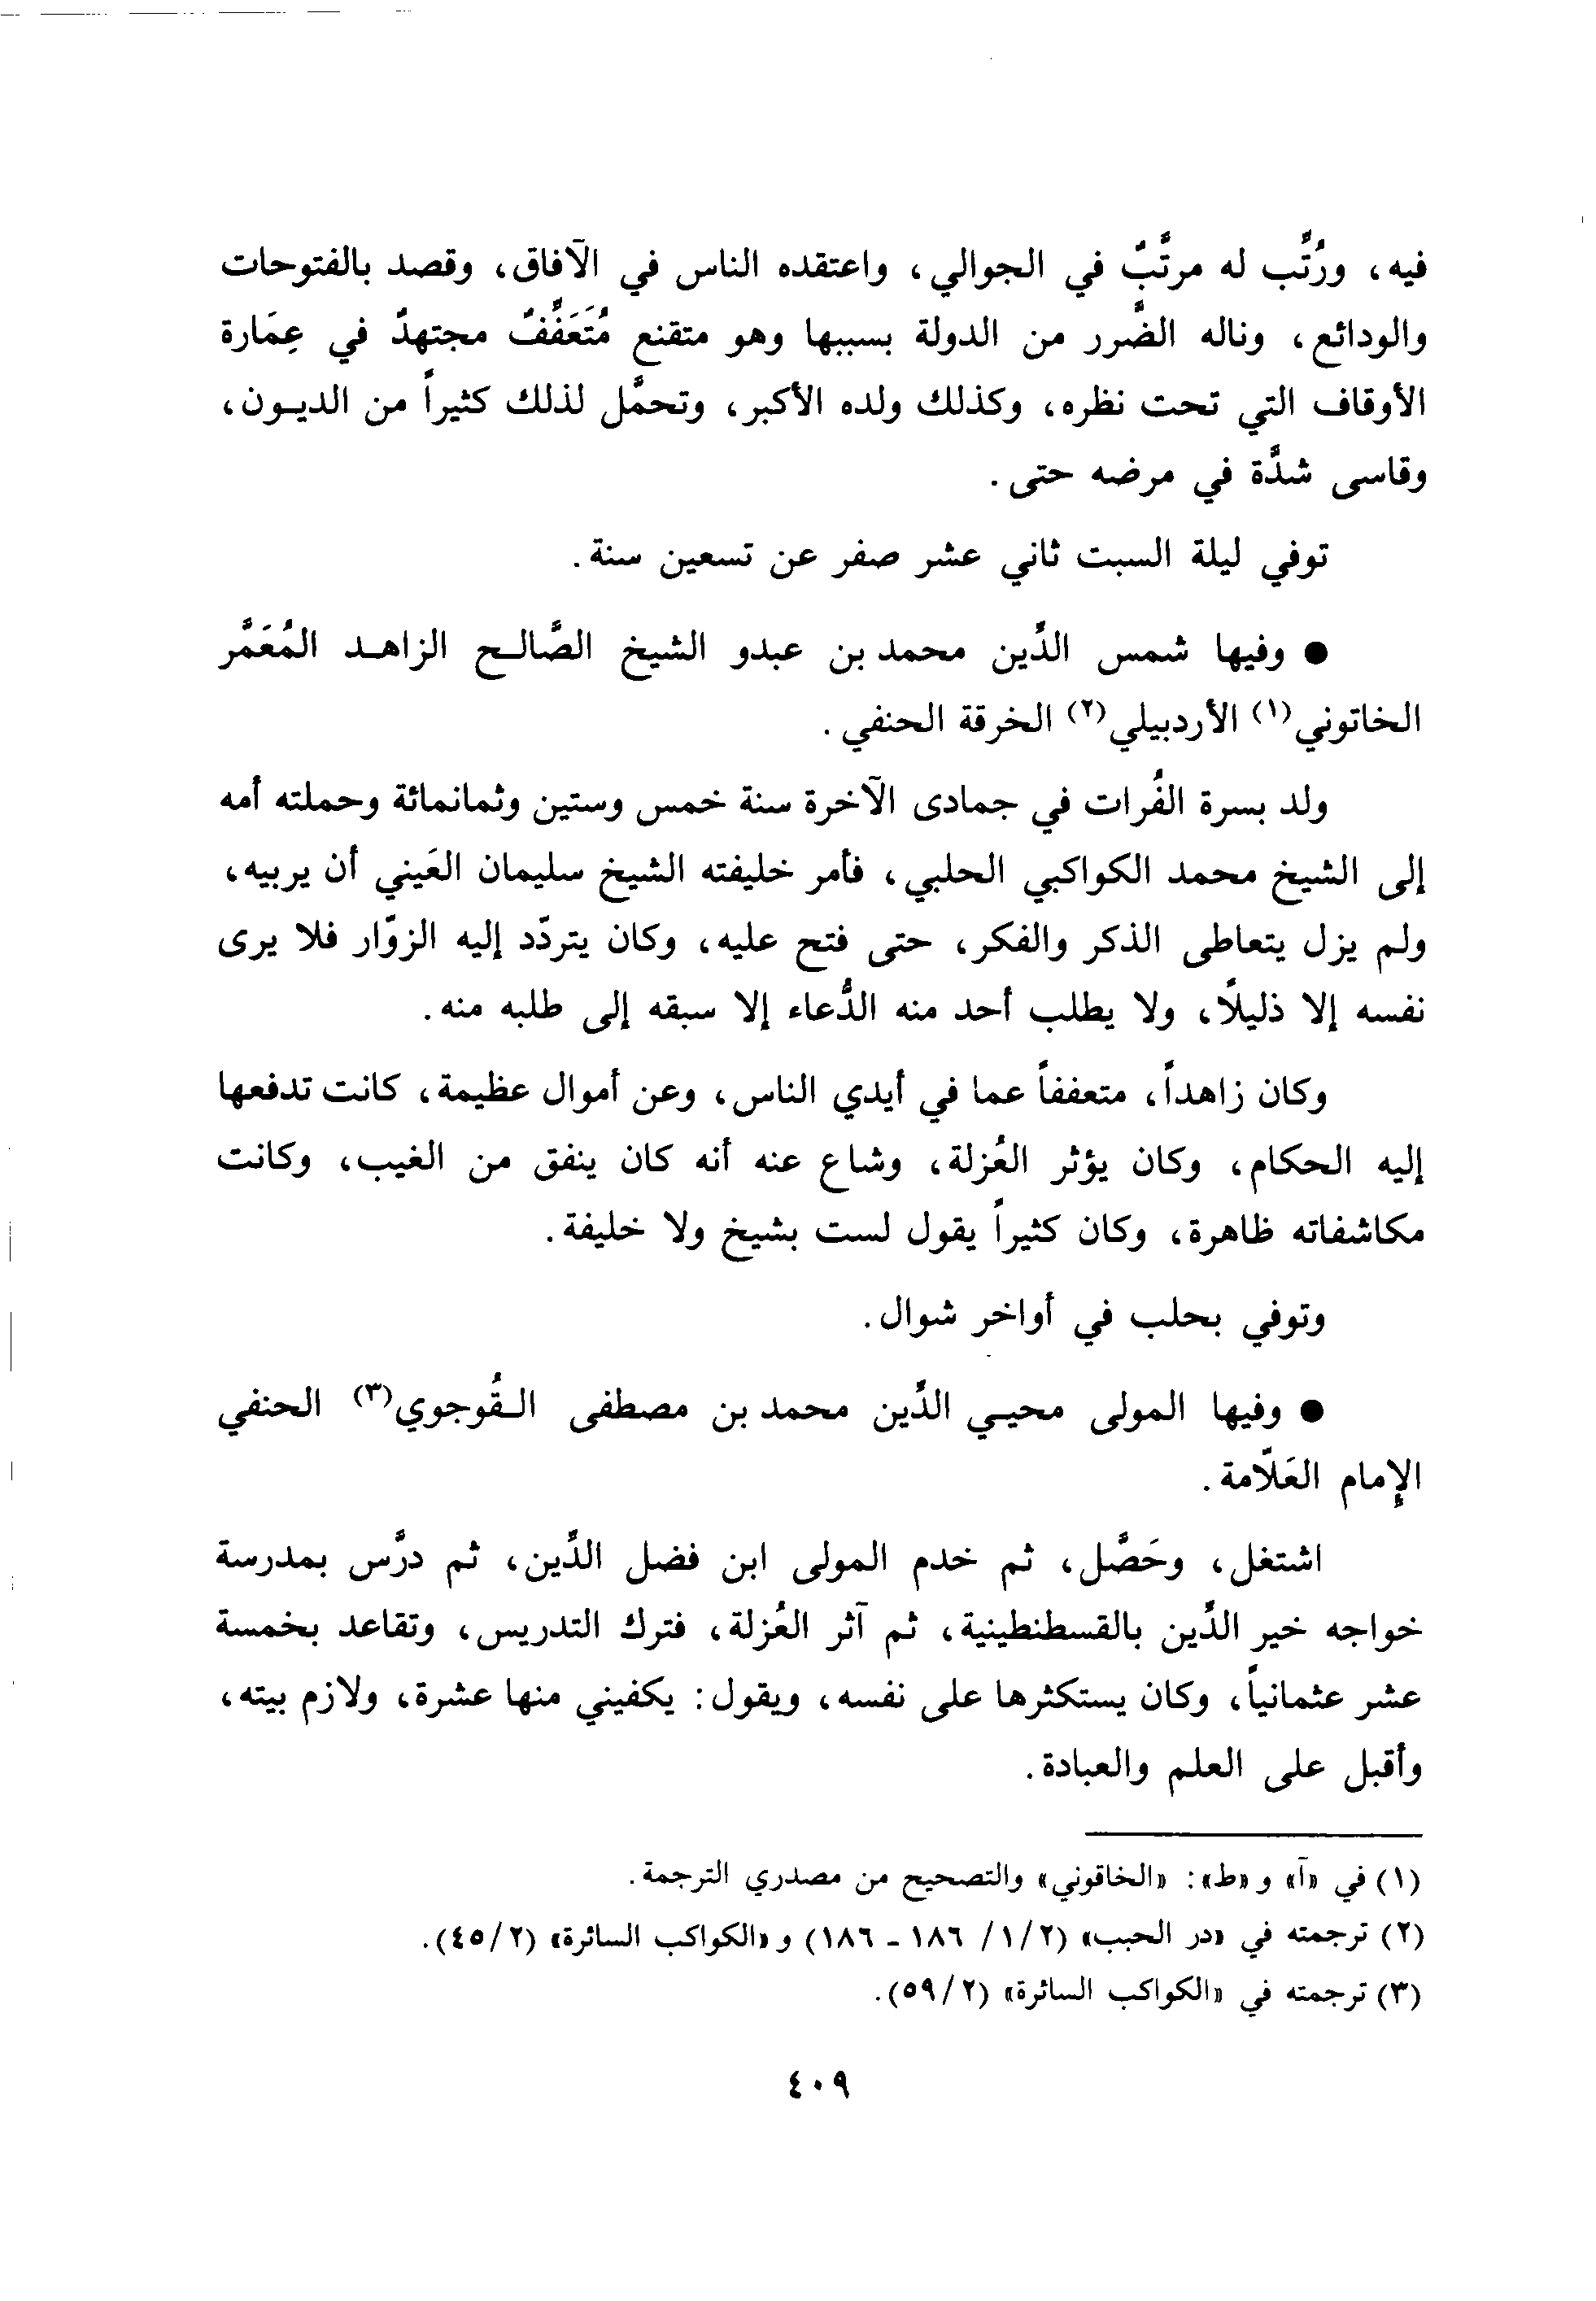 فيه، ورُتِّب له مرتَّبٌ في الجوالي، واعتقده الناس في الآفاق، وقصد بالفتوحات
والودائع، وناله الضَّرر من الدولة بسببها وهو متقنع مُتَعَفِّفٌ مجتهدٌ في عِمَارة
الأوقاف التي تحت نظره، وكذلك ولده الأكبر، وتحمَّل لذلك كثيراً من الديـون،
وقاسى شدَّة في مرضه حتى.
توفي ليلة السبت ثاني عشر صفر عن تسعين سنة.
● وفيها شمس الدِّين محمد بن عبدو الشيخ الصَّالـح الزاهـد المُعَمَّر
الخاتوني(١) الأردبيلي(٢) الخرقة الحنفي.
ولد بسرة الفُرات في جمادى الآخرة سنة خمس وستين وثمانمائة وحملته أمه
إلى الشيخ محمد الكواكبي الحلبي، فأمر خليفته الشيخ سليمان العَيني أن يربيه،
ولم يزل يتعاطى الذكر والفكر، حتى فتح عليه، وكان يتردّد إليه الزوّار فلا يرى
نفسه إلا ذليلًا، ولا يطلب أحد منه الدُّعاء إلا سبقه إلى طلبه منه.
وكان زاهداً، متعففاً عما في أيدي الناس، وعن أموال عظيمة، كانت تدفعها
إليه الحكام، وكان يؤثر العُزلة، وشاع عنه أنه كان ينفق من الغيب، وكانت
مكاشفاته ظاهرة، وكان كثيراً يقول لست بشيخ ولا خليفة.
وتوفي بحلب في أواخر شوال.
● وفيها المولى محيـي الدِّين محمد بن مصطفى الـقُوجوي(٣) الحنفي
الإمام العَلّامة.
اشتغل، وحَصَّل، ثم خدم المولى ابن فضل الدِّين، ثم درَّس بمدرسة
خواجه خير الدِّين بالقسطنطينية، ثم آثر العُزلة، فترك التدريس، وتقاعد بخمسة
عشر عثمانياً، وكان يستكثرها على نفسه، ويقول: يكفيني منها عشرة، ولازم بيته،
وأقبل على العلم والعبادة.
(١) في «آ» و«ط»: «الخاقوني» والتصحيح من مصدري الترجمة.
(٢) ترجمته في «در الحبب» (١/٢/ ١٨٦ - ١٨٦) و«الكواكب السائرة» (٤٥/٢).
(٣) ترجمته في «الكواكب السائرة» (٥٩/٢).
٤٠٩